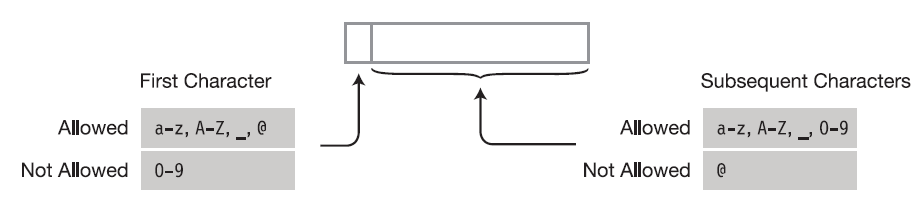 First Character
Allowed a–z, A–Z, _, @
Not Allowed 0–9
Subsequent Characters
Allowed a–z, A–Z, _, 0–9
Not Allowed @